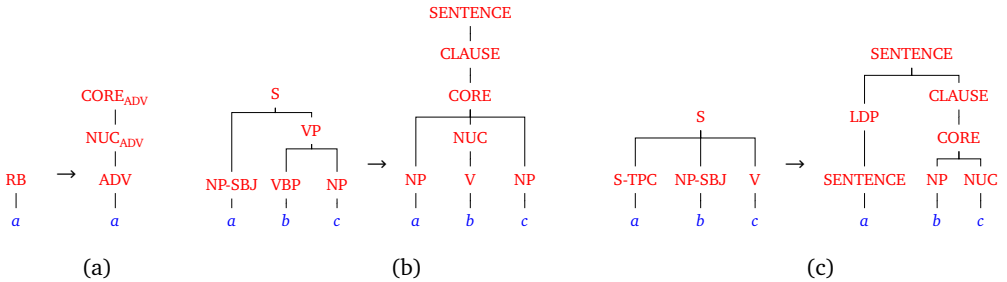 SENTENCE
CLAUSE SENTENCE
CORE_ADV S CORE CLAUSE
NUC_ADV VP NUC S LDP CORE
RB → ADV NP-SBJ VBP NP → NP V NP S-TPC NP-SBJ V → SENTENCE NP NUC
a a a b c a b c a b c a b c
(a) (b) (c)